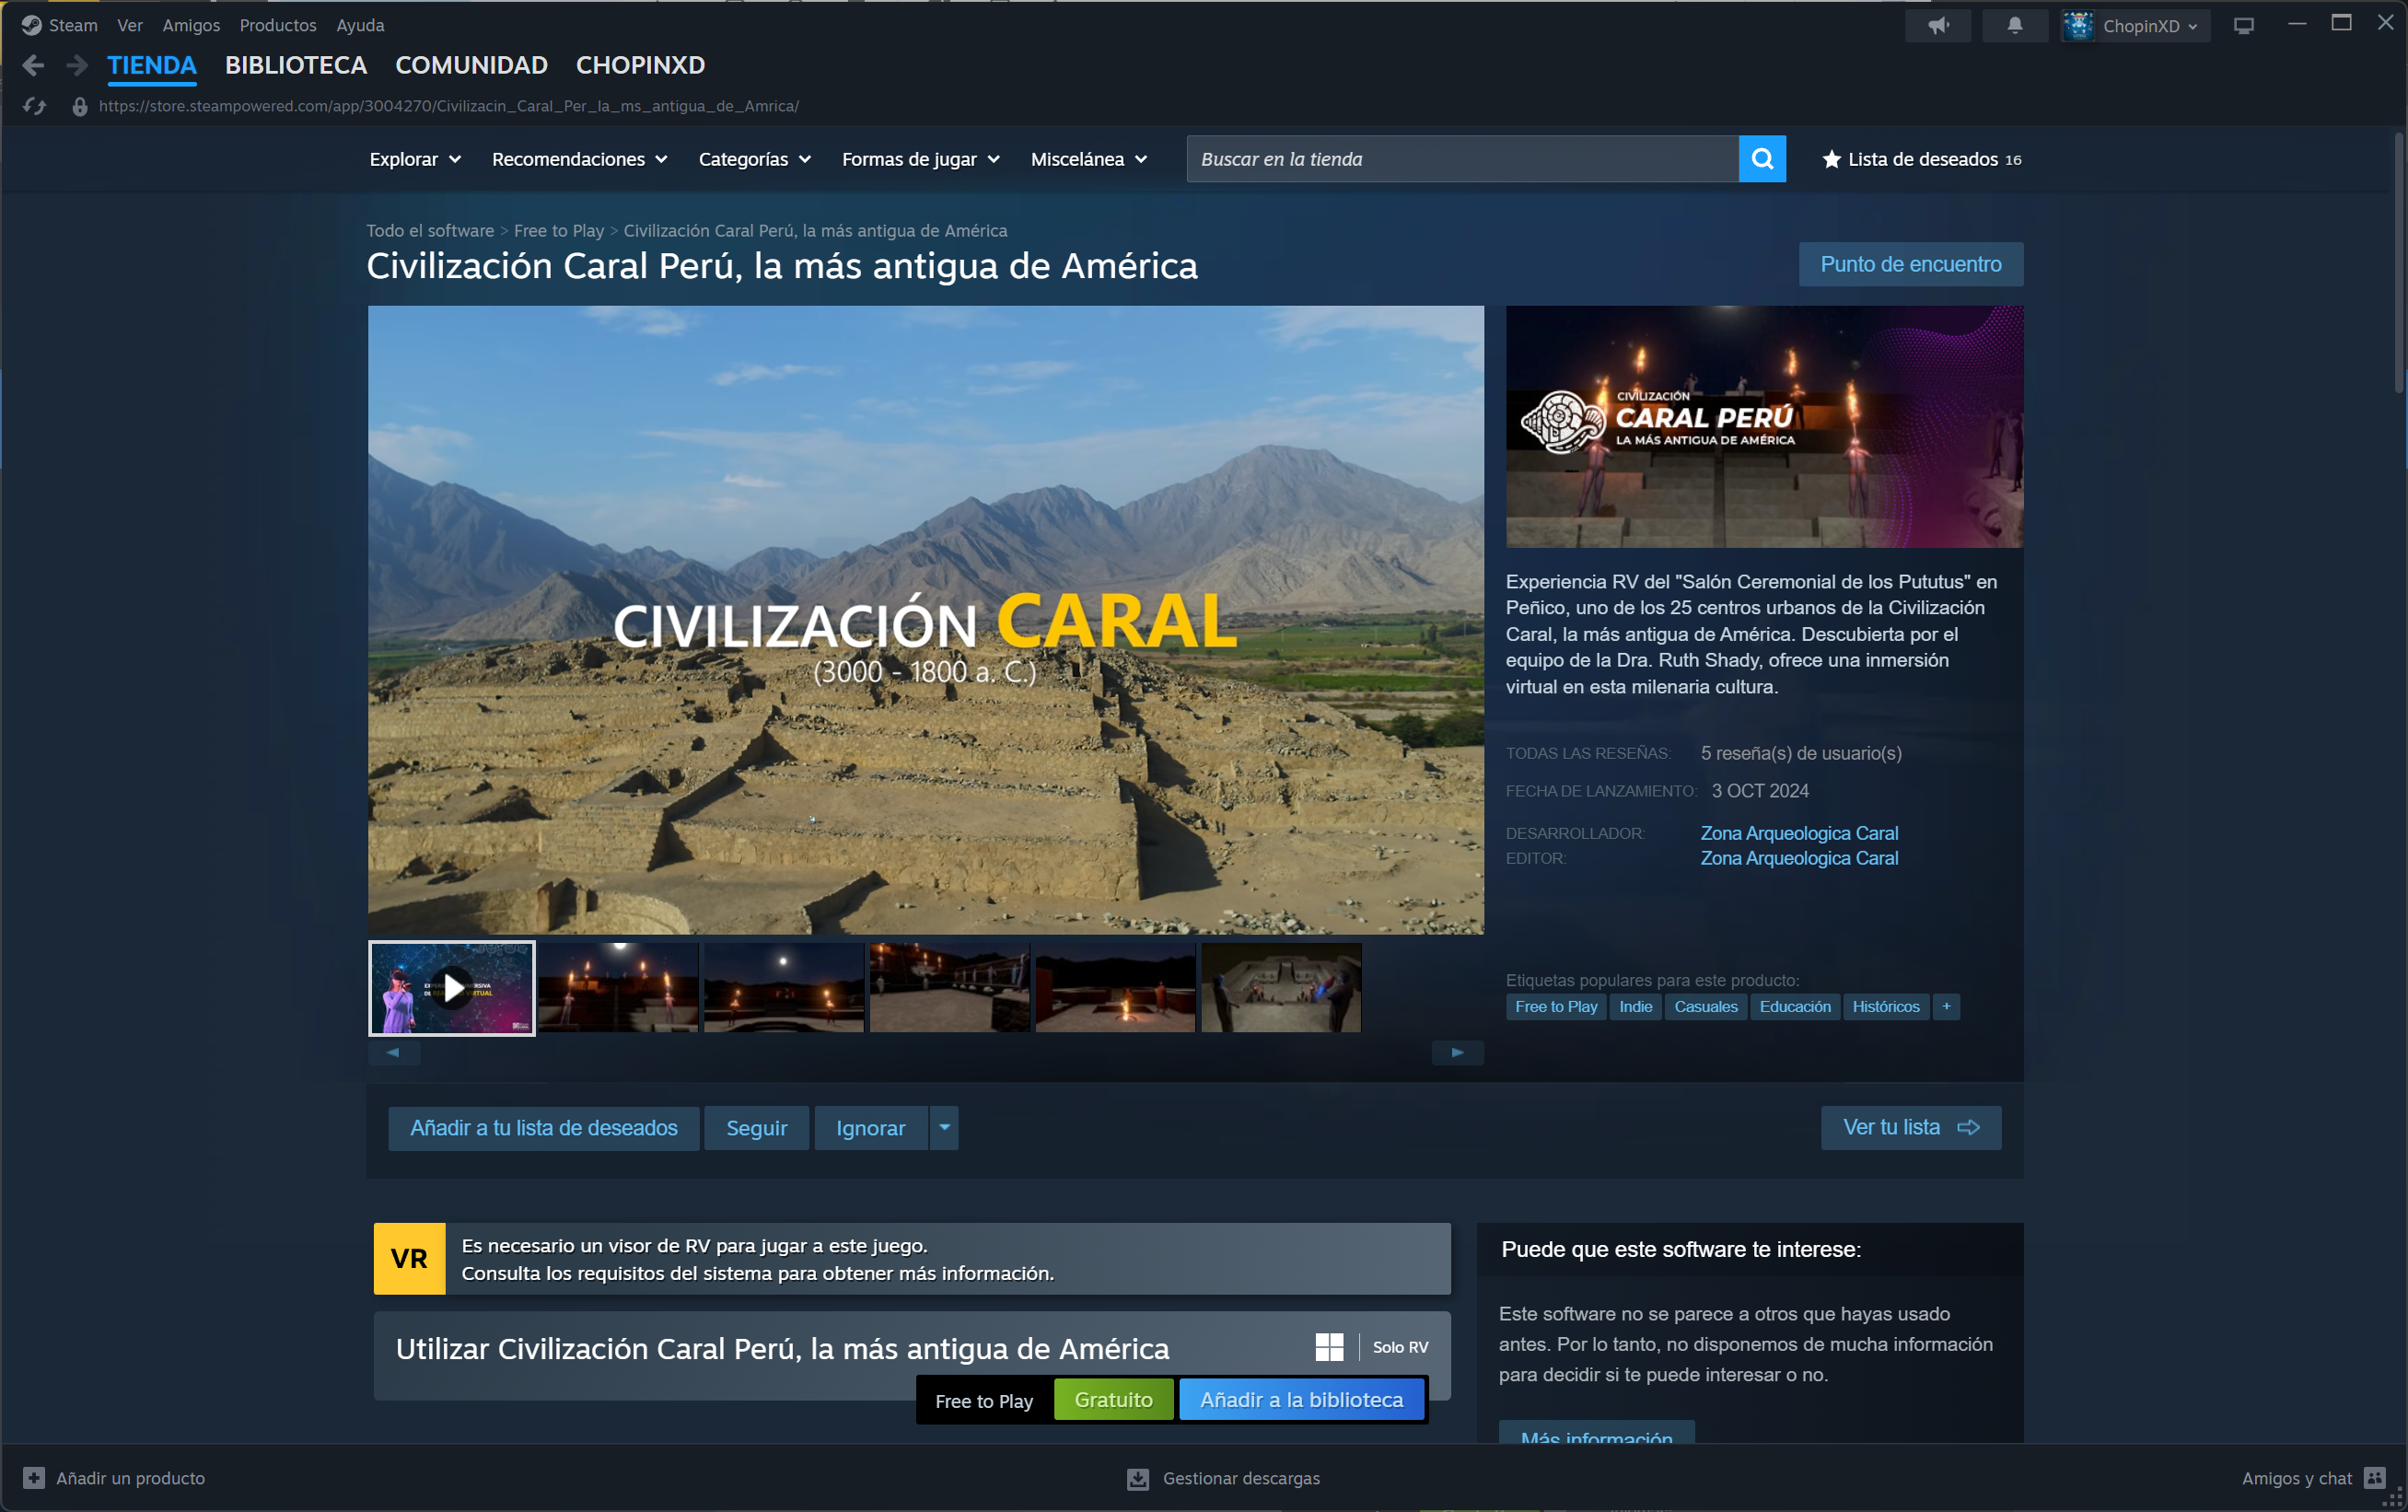 Steam Ver Amigos Productos Ayuda
ChopinXD
TIENDA BIBLIOTECA COMUNIDAD CHOPINXD
https://store.steampowered.com/app/3004270/Civilizacin_Caral_Per_la_ms_antigua_de_Amrica/
Explorar Recomendaciones Categorías Formas de jugar Miscelánea Buscar en la tienda Lista de deseados 16
Todo el software > Free to Play > Civilización Caral Perú, la más antigua de América
Civilización Caral Perú, la más antigua de América
Punto de encuentro
CIVILIZACIÓN CARAL
(3000 - 1800 a. C.)
CIVILIZACIÓN
CARAL PERÚ
LA MÁS ANTIGUA DE AMÉRICA
Experiencia RV del "Salón Ceremonial de los Pututus" en
Peñico, uno de los 25 centros urbanos de la Civilización
Caral, la más antigua de América. Descubierta por el
equipo de la Dra. Ruth Shady, ofrece una inmersión
virtual en esta milenaria cultura.
TODAS LAS RESEÑAS: 5 reseña(s) de usuario(s)
FECHA DE LANZAMIENTO: 3 OCT 2024
DESARROLLADOR: Zona Arqueologica Caral
EDITOR: Zona Arqueologica Caral
Etiquetas populares para este producto:
Free to Play Indie Casuales Educación Históricos +
Añadir a tu lista de deseados Seguir Ignorar
Ver tu lista
VR
Es necesario un visor de RV para jugar a este juego.
Consulta los requisitos del sistema para obtener más información.
Utilizar Civilización Caral Perú, la más antigua de América
Solo RV
Free to Play Gratuito Añadir a la biblioteca
Puede que este software te interese:
Este software no se parece a otros que hayas usado
antes. Por lo tanto, no disponemos de mucha información
para decidir si te puede interesar o no.
Más información
Añadir un producto
Gestionar descargas
Amigos y chat